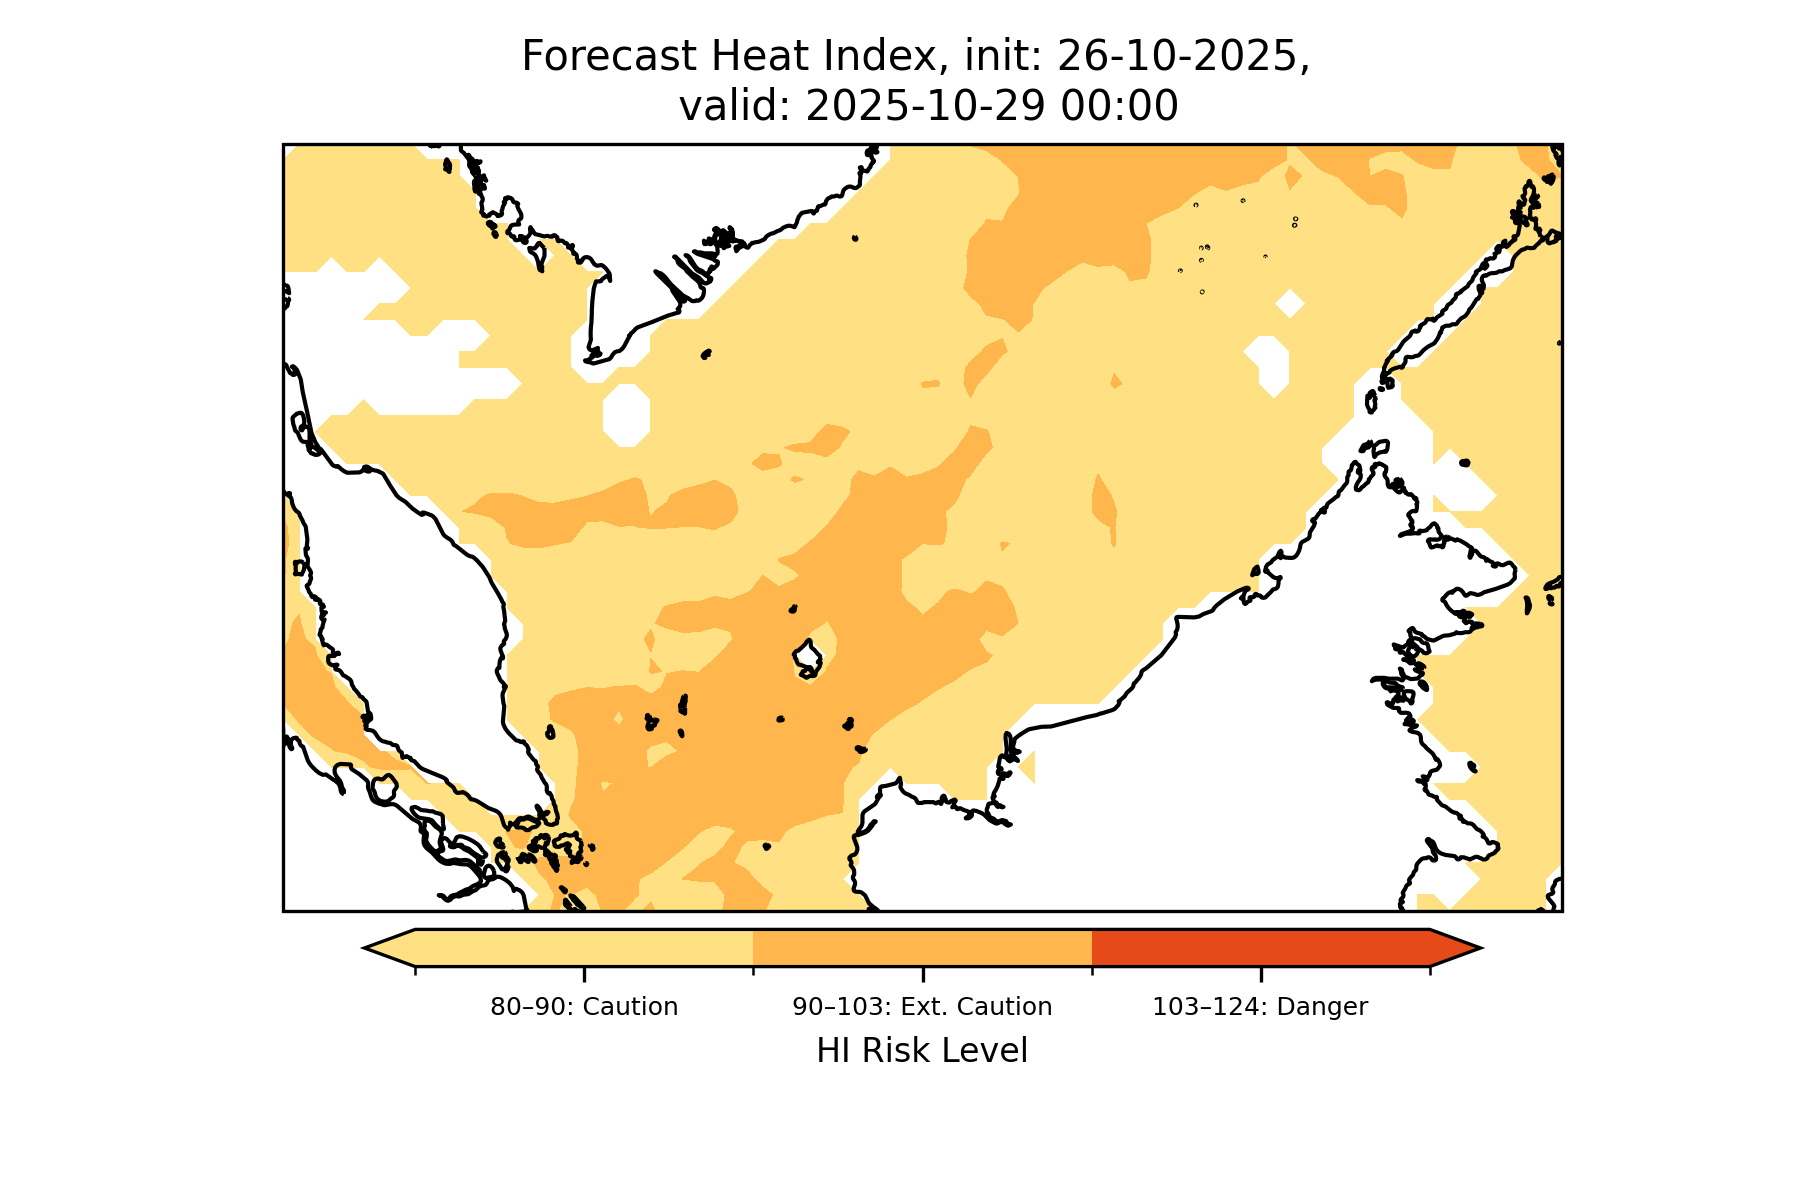 Forecast Heat Index, init: 26-10-2025,
valid: 2025-10-29 00:00
80–90: Caution
90–103: Ext. Caution
103–124: Danger
HI Risk Level